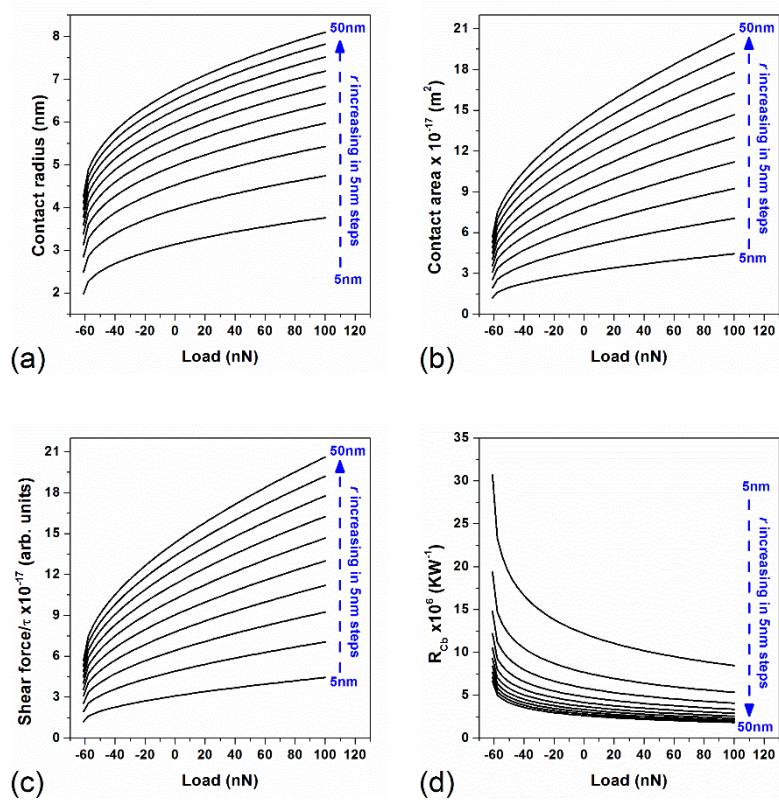 8
7
6
5
4
3
2
-60 -40 -20 0 20 40 60 80 100 120
Contact radius (nm)
Load (nN)
50nm
r increasing in 5nm steps
5nm
(a)
21
18
15
12
9
6
3
0
-60 -40 -20 0 20 40 60 80 100 120
Contact area x 10⁻¹⁷ (m²)
Load (nN)
50nm
r increasing in 5nm steps
5nm
(b)
21
18
15
12
9
6
3
0
-60 -40 -20 0 20 40 60 80 100 120
Shear force/τ x10⁻¹⁷ (arb. units)
Load (nN)
50nm
r increasing in 5nm steps
5nm
(c)
35
30
25
20
15
10
5
0
-60 -40 -20 0 20 40 60 80 100 120
R_Cb x10⁶ (KW⁻¹)
Load (nN)
5nm
r increasing in 5nm steps
50nm
(d)